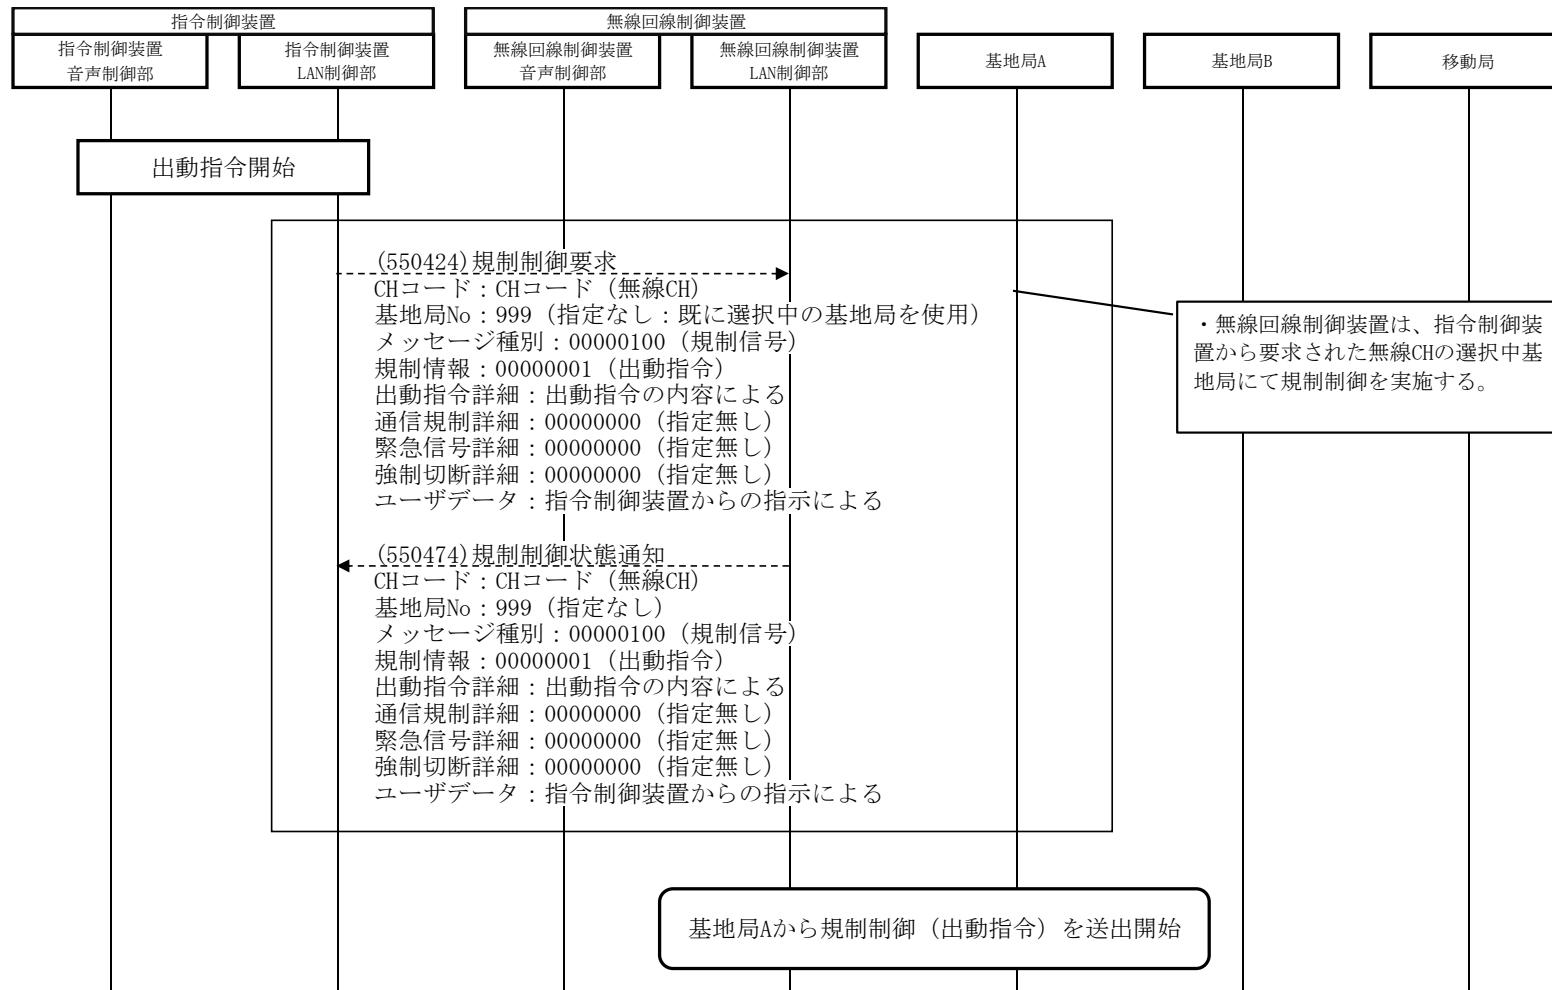 指令制御装置
無線回線制御装置
指令制御装置
音声制御部
指令制御装置
LAN制御部
無線回線制御装置
音声制御部
無線回線制御装置
LAN制御部
基地局A
基地局B
移動局
出動指令開始
(550424)規制制御要求
CHコード：CHコード（無線CH）
基地局No：999（指定なし：既に選択中の基地局を使用）
メッセージ種別：00000100（規制信号）
規制情報：00000001（出動指令）
出動指令詳細：出動指令の内容による
通信規制詳細：00000000（指定無し）
緊急信号詳細：00000000（指定無し）
強制切断詳細：00000000（指定無し）
ユーザデータ：指令制御装置からの指示による
・無線回線制御装置は、指令制御装
置から要求された無線CHの選択中基
地局にて規制制御を実施する。
(550474)規制制御状態通知
CHコード：CHコード（無線CH）
基地局No：999（指定なし）
メッセージ種別：00000100（規制信号）
規制情報：00000001（出動指令）
出動指令詳細：出動指令の内容による
通信規制詳細：00000000（指定無し）
緊急信号詳細：00000000（指定無し）
強制切断詳細：00000000（指定無し）
ユーザデータ：指令制御装置からの指示による
基地局Aから規制制御（出動指令）を送出開始